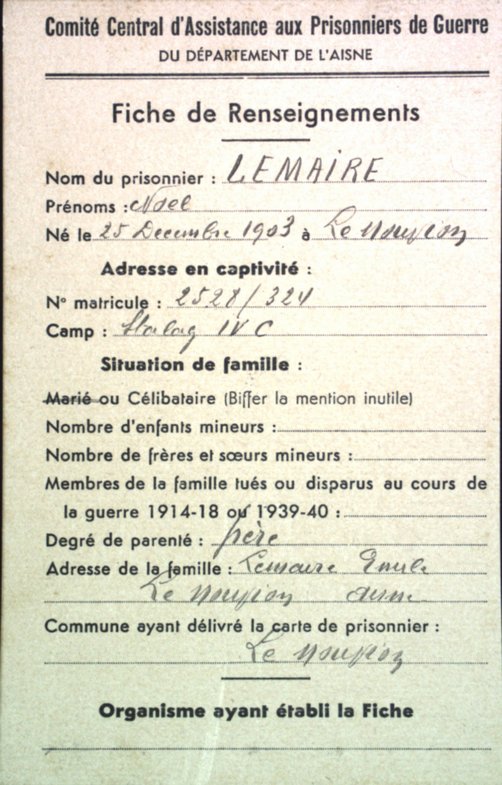 Comité Central d'Assistance aux Prisonniers de Guerre
DU DÉPARTEMENT DE L'AISNE
Fiche de Renseignements
Nom du prisonnier : LEMAIRE
Prénoms : Noël
Né le 25 Decembre 1903 à Le Nouvion
Adresse en captivité :
N° matricule : 2528/324
Camp : Stalag IV C
Situation de famille :
Marié ou Célibataire (Biffer la mention inutile)
Nombre d'enfants mineurs :
Nombre de frères et sœurs mineurs :
Membres de la famille tués ou disparus au cours de
la guerre 1914-18 ou 1939-40 :
Degré de parenté : père
Adresse de la famille : Lemaire Emile
Le Nouvion Aisne
Commune ayant délivré la carte de prisonnier :
Le Nouvion
Organisme ayant établi la Fiche